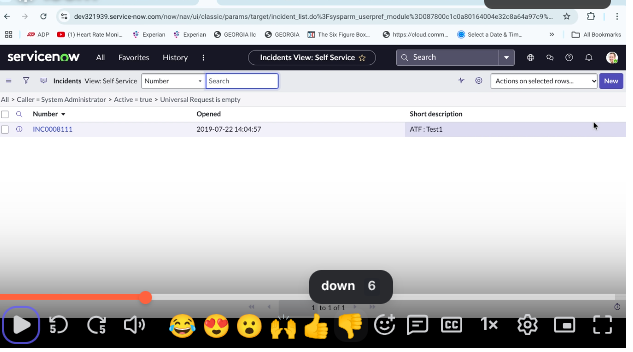 dev321939.service-now.com/now/nav/ui/classic/params/target/incident_list.do%3Fsysparm_userpref_module%3D087800c1c0a80164004e32c8a64a97c9%...
ADP (1) Heart Rate Moni... Experian Experian GEORGIA llc GEORGIA The Six Figure Box... https://cloud.comm... Select a Date & Tim... » All Bookmarks
servicenow All Favorites History Incidents View: Self Service Search
Incidents View: Self Service Number Search Actions on selected rows... New
All > Caller = System Administrator > Active = true > Universal Request is empty
Number Opened Short description
INC0008111 2019-07-22 14:04:57 ATF : Test1
down 6
1 to 1 of 1
5 5 CC 1x